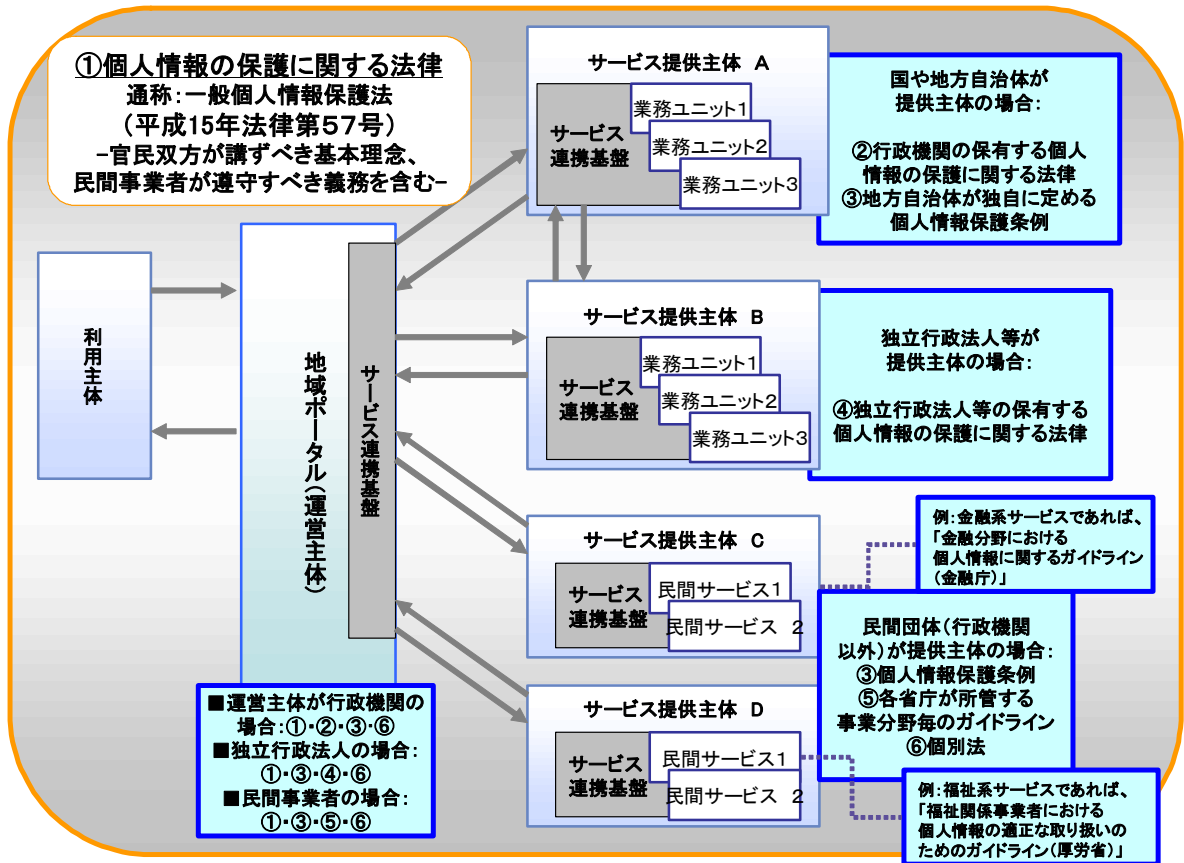 ①個人情報の保護に関する法律
通称：一般個人情報保護法
（平成15年法律第５７号）
-官民双方が講ずべき基本理念、
民間事業者が遵守すべき義務を含む-
利用主体
地域ポータル（運営主体）
サービス連携基盤
■運営主体が行政機関の
場合：①・②・③・⑥
■独立行政法人の場合：
①・③・④・⑥
■民間事業者の場合：
①・③・⑤・⑥
サービス提供主体　A
サービス
連携基盤
業務ユニット1
業務ユニット2
業務ユニット3
国や地方自治体が
提供主体の場合：
②行政機関の保有する個人
情報の保護に関する法律
③地方自治体が独自に定める
個人情報保護条例
サービス提供主体　B
サービス
連携基盤
業務ユニット1
業務ユニット2
業務ユニット3
独立行政法人等が
提供主体の場合：
④独立行政法人等の保有する
個人情報の保護に関する法律
サービス提供主体　C
サービス
連携基盤
民間サービス1
民間サービス　2
例：金融系サービスであれば、
「金融分野における
個人情報に関するガイドライン
（金融庁）」
民間団体（行政機関
以外）が提供主体の場合：
③個人情報保護条例
⑤各省庁が所管する
事業分野毎のガイドライン
⑥個別法
サービス提供主体　D
サービス
連携基盤
民間サービス1
民間サービス　2
例：福祉系サービスであれば、
「福祉関係事業者における
個人情報の適正な取り扱いの
ためのガイドライン（厚労省）」